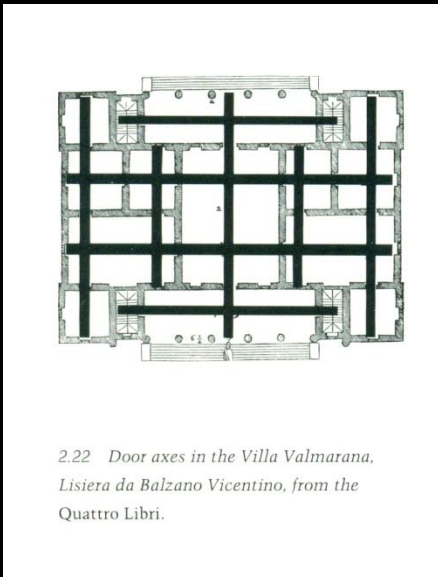 2.22 Door axes in the Villa Valmarana,
Lisiera da Balzano Vicentino, from the
Quattro Libri.